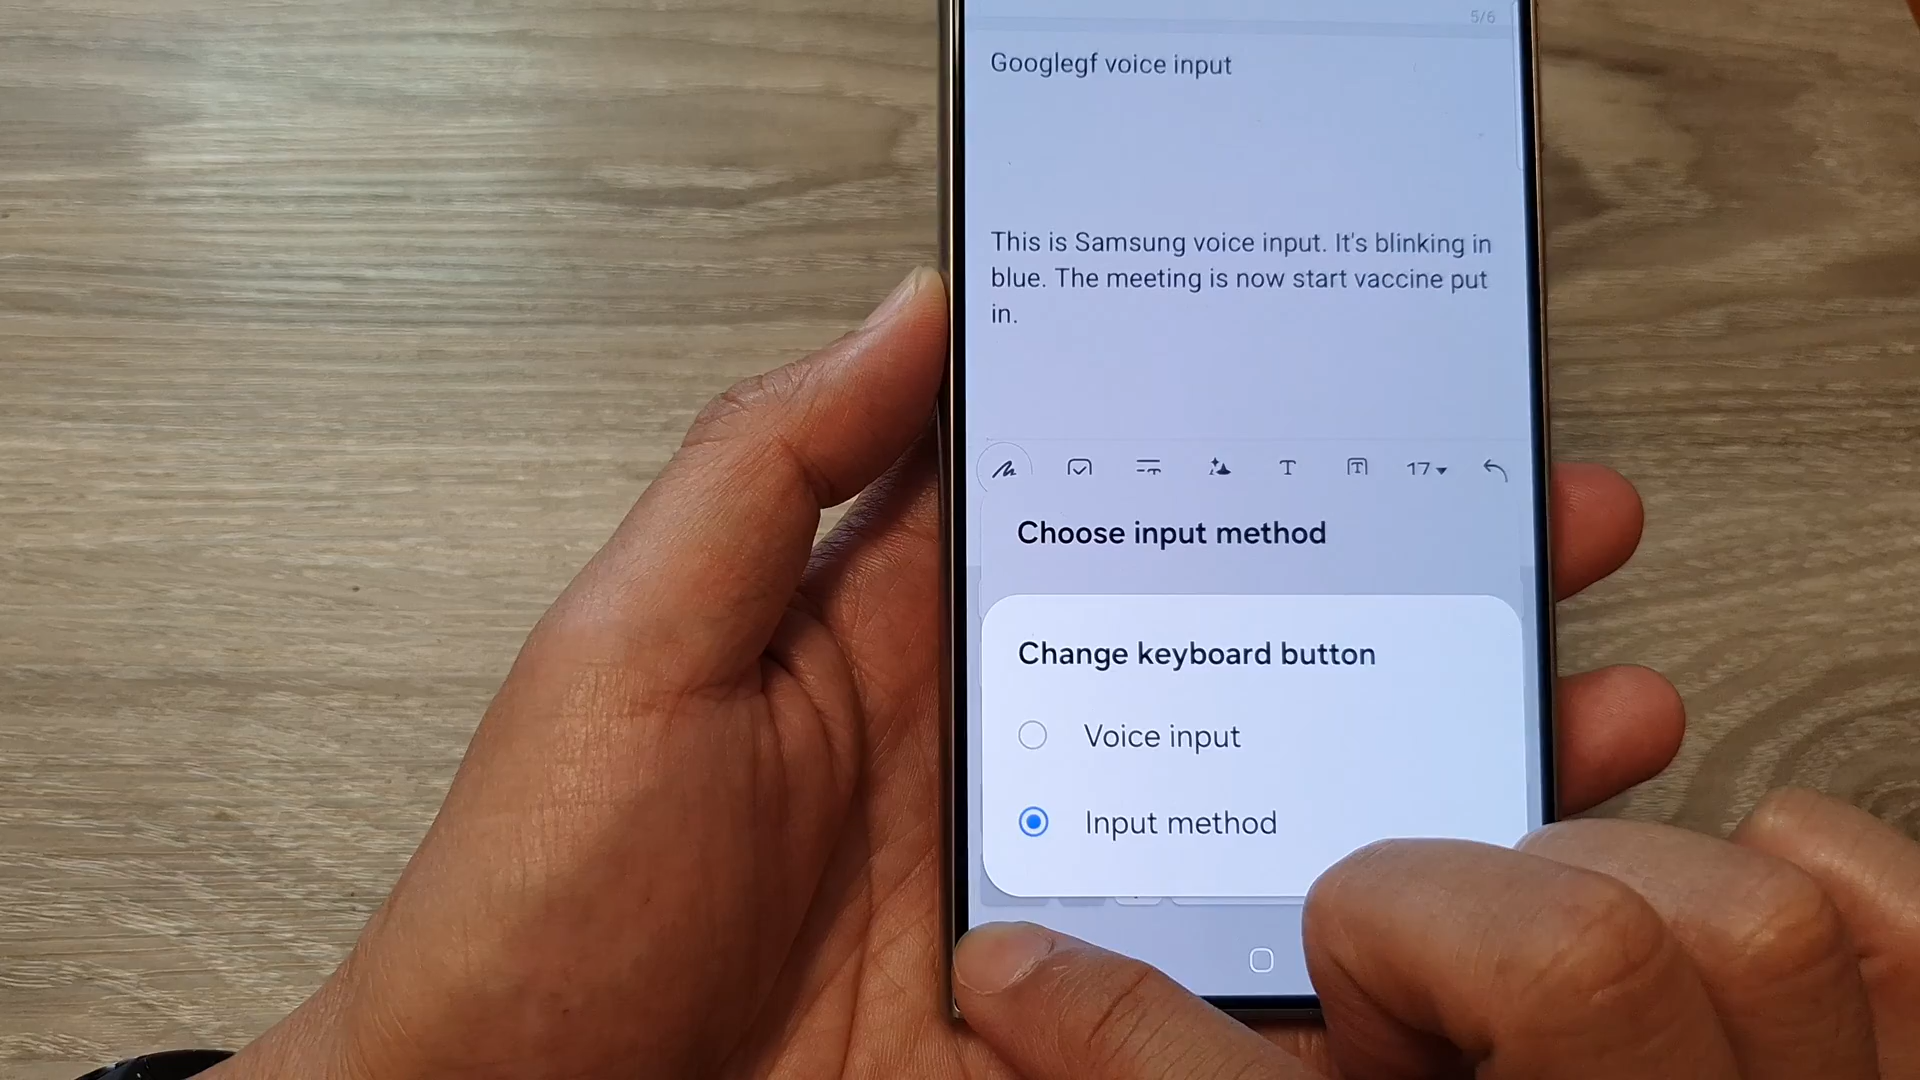 5/6
Googlegf voice input
This is Samsung voice input. It's blinking in
blue. The meeting is now start vaccine put
in.
T T 17
Choose input method
Change keyboard button
Voice input
Input method